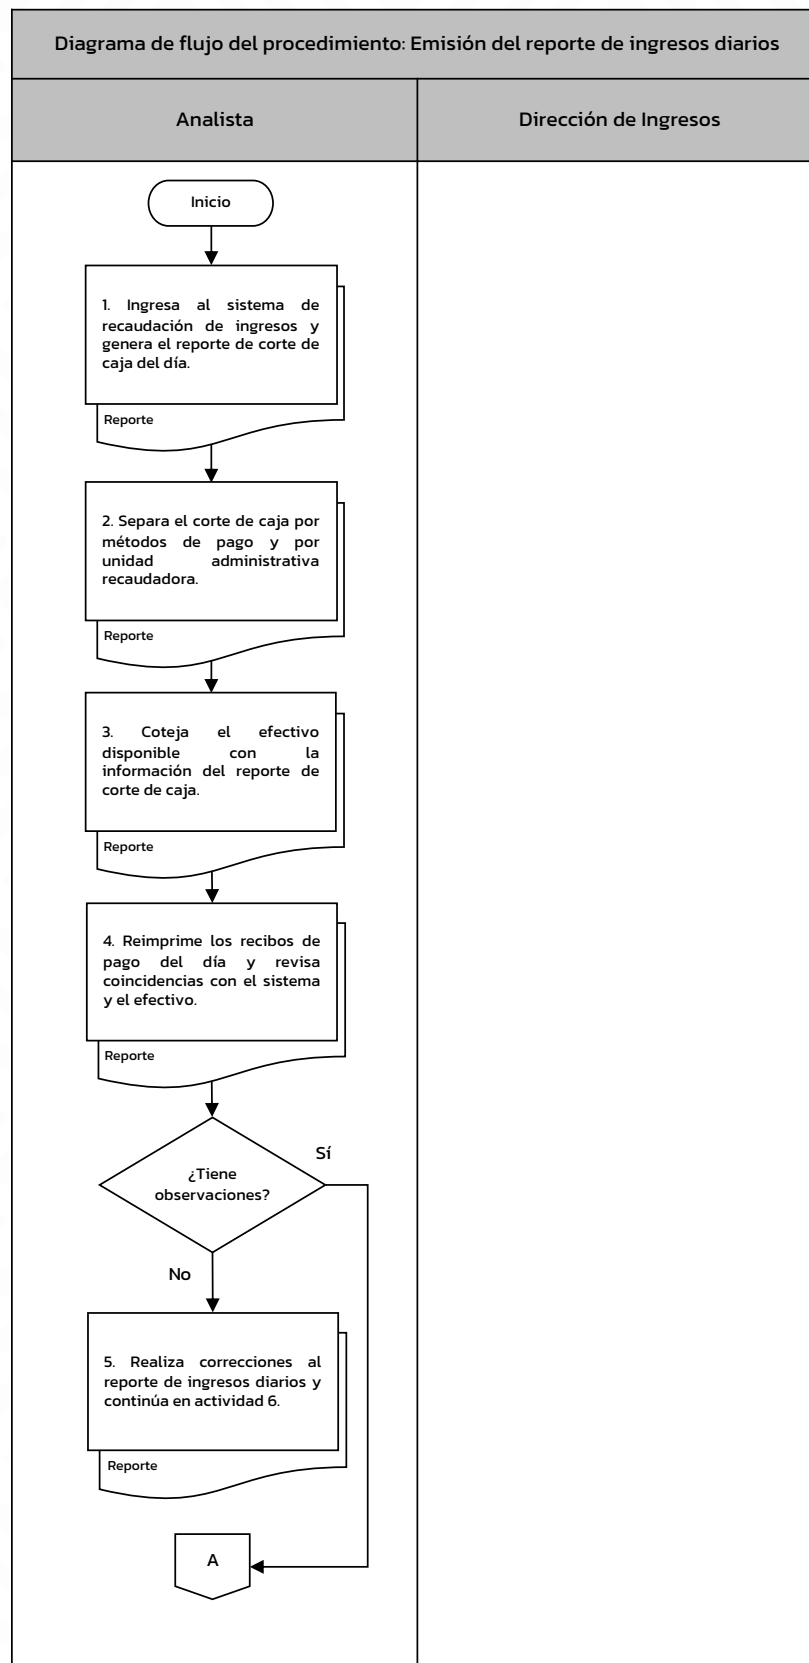 Diagrama de flujo del procedimiento: Emisión del reporte de ingresos diarios
Analista
Dirección de Ingresos
Inicio
1. Ingresa al sistema de
recaudación de ingresos y
genera el reporte de corte de
caja del día.
Reporte
2. Separa el corte de caja por
métodos de pago y por
unidad administrativa
recaudadora.
Reporte
3. Coteja el efectivo
disponible con la
información del reporte de
corte de caja.
Reporte
4. Reimprime los recibos de
pago del día y revisa
coincidencias con el sistema
y el efectivo.
Reporte
¿Tiene
observaciones?
Sí
No
5. Realiza correcciones al
reporte de ingresos diarios y
continúa en actividad 6.
Reporte
A